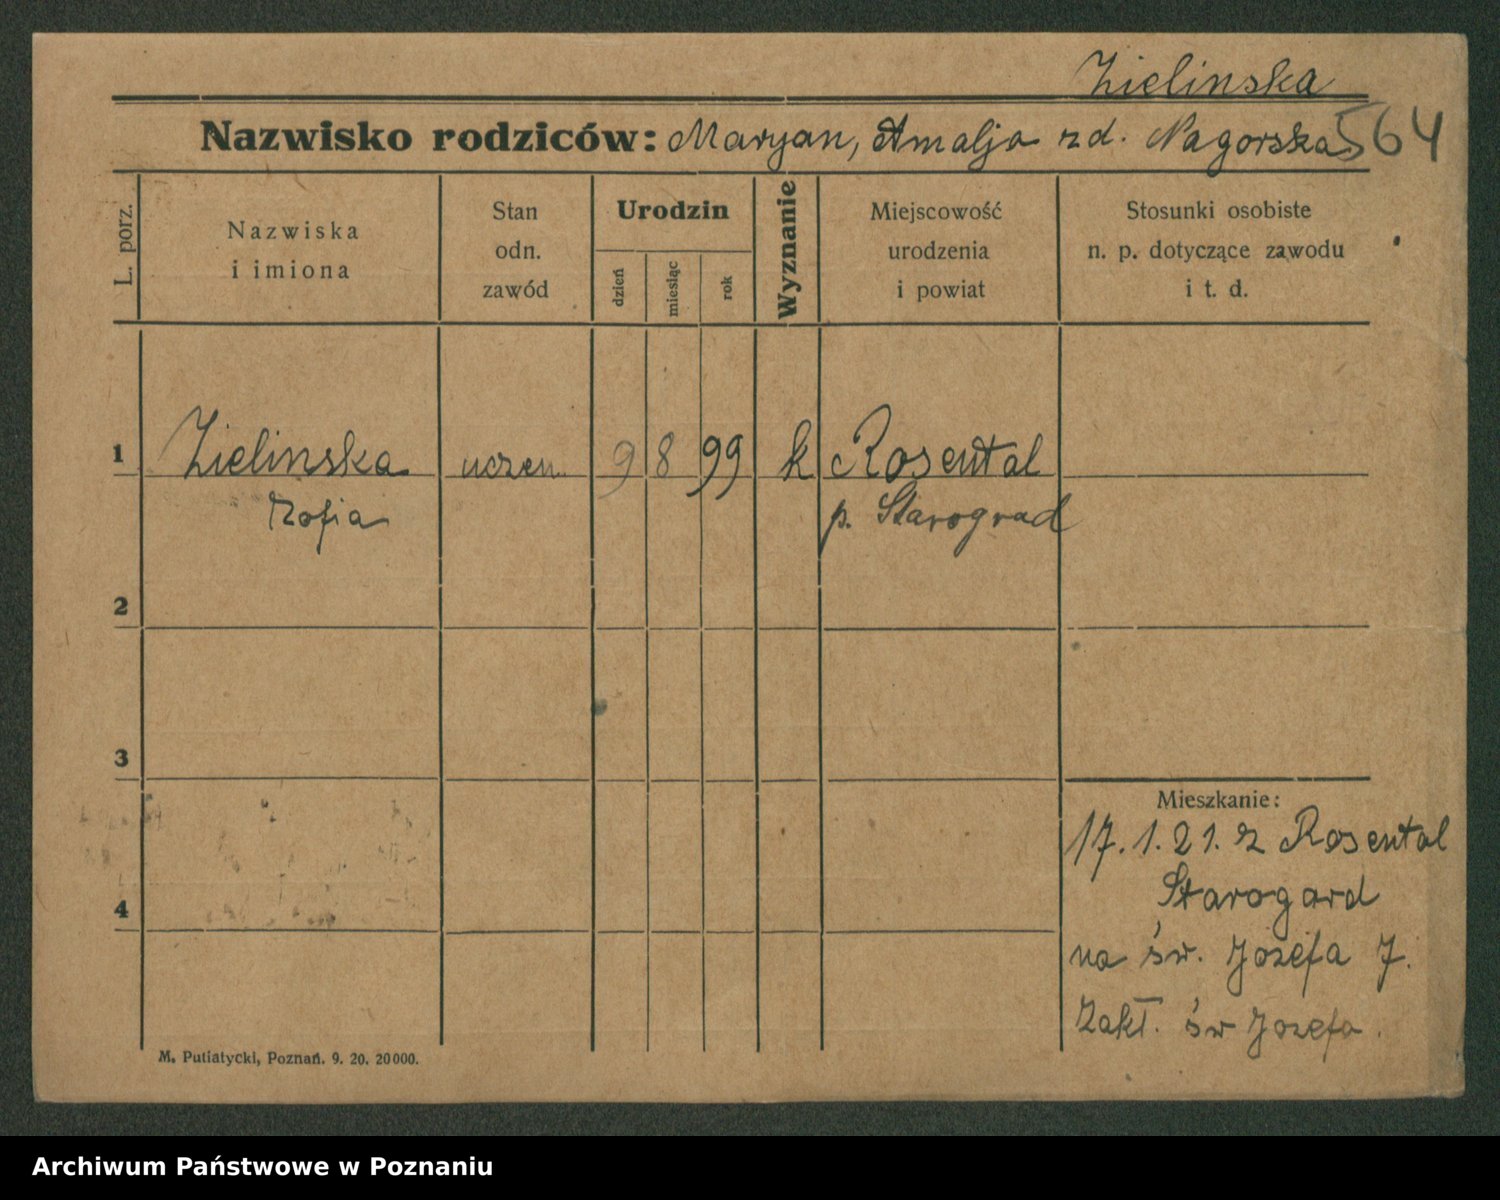 Zielinska
Nazwisko rodziców: Maryan, Amalja zd. Nagorska 564
L. porz.
Nazwiska
i imiona
Stan
odn.
zawód
Urodzin
dzień
miesiąc
rok
Wyznanie
Miejscowość
urodzenia
i powiat
Stosunki osobiste
n. p. dotyczące zawodu
i t. d.
1 Zielinska uczen. 9 8 99 k Rosental
Zofia p. Starograd
2
3
Mieszkanie:
17. 1. 21. z Rosental
Starogard
4
na św. Jozefa 7.
Zakł. św Jozefa.
M. Putiatycki, Poznań. 9. 20. 20000.
Archiwum Państwowe w Poznaniu